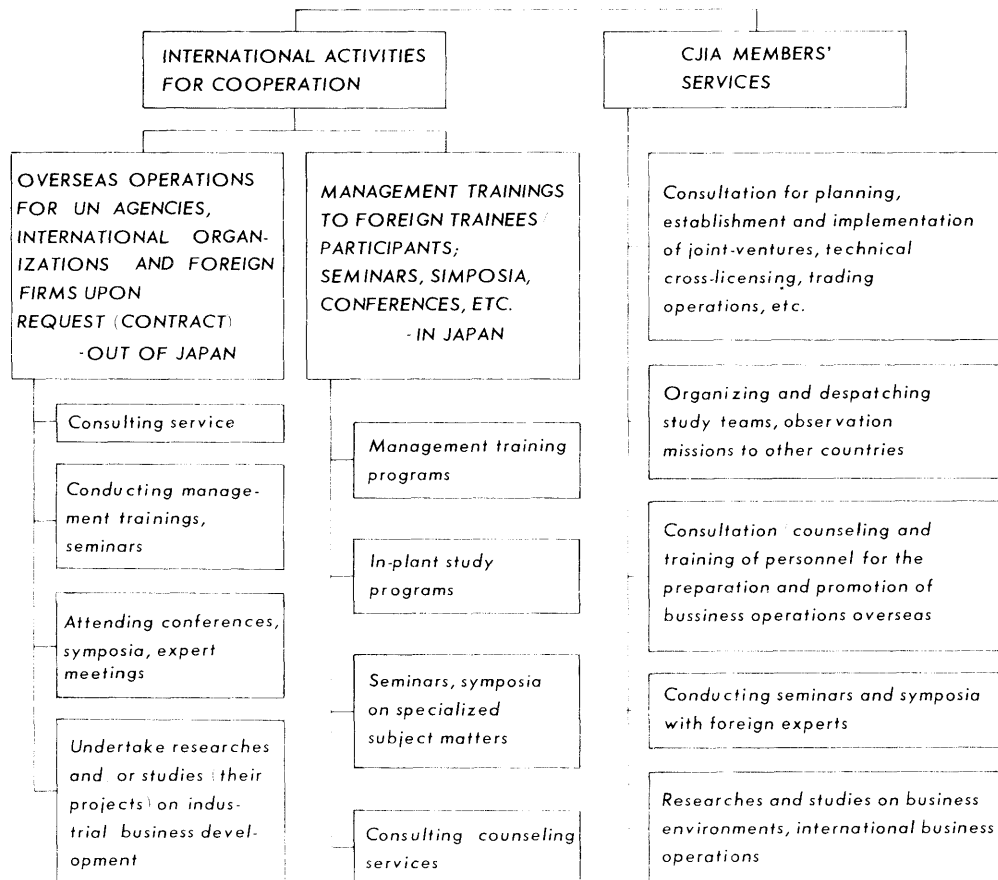 INTERNATIONAL ACTIVITIES
FOR COOPERATION
CJIA MEMBERS'
SERVICES
OVERSEAS OPERATIONS
FOR UN AGENCIES,
INTERNATIONAL ORGAN-
IZATIONS AND FOREIGN
FIRMS UPON
REQUEST (CONTRACT)
-OUT OF JAPAN
Consulting service
Conducting manage-
ment trainings,
seminars
Attending conferences,
symposia, expert
meetings
Undertake researches
and or studies (their
projects) on indus-
trial business devel-
opment
MANAGEMENT TRAININGS
TO FOREIGN TRAINEES/
PARTICIPANTS;
SEMINARS, SIMPOSIA,
CONFERENCES, ETC.
-IN JAPAN
Management training
programs
In-plant study
programs
Seminars, symposia
on specialized
subject matters
Consulting counseling
services
Consultation for planning,
establishment and implementation
of joint-ventures, technical
cross-licensing, trading
operations, etc.
Organizing and despatching
study teams, observation
missions to other countries
Consultation/counseling and
training of personnel for the
preparation and promotion of
bussiness operations overseas
Conducting seminars and symposia
with foreign experts
Researches and studies on business
environments, international business
operations